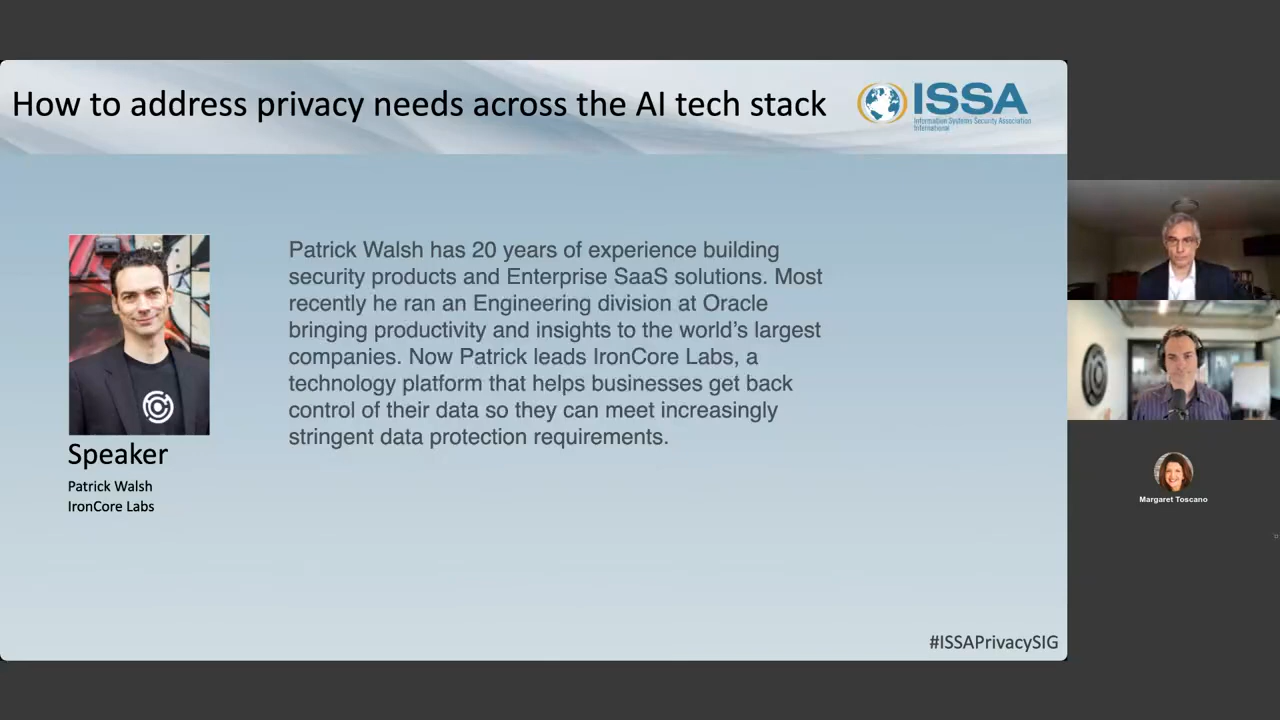 How to address privacy needs across the AI tech stack
ISSA
Information Systems Security Association
International
Patrick Walsh has 20 years of experience building
security products and Enterprise SaaS solutions. Most
recently he ran an Engineering division at Oracle
bringing productivity and insights to the world’s largest
companies. Now Patrick leads IronCore Labs, a
technology platform that helps businesses get back
control of their data so they can meet increasingly
stringent data protection requirements.
Speaker
Patrick Walsh
IronCore Labs
Margaret Toscano
#ISSAPrivacySIG